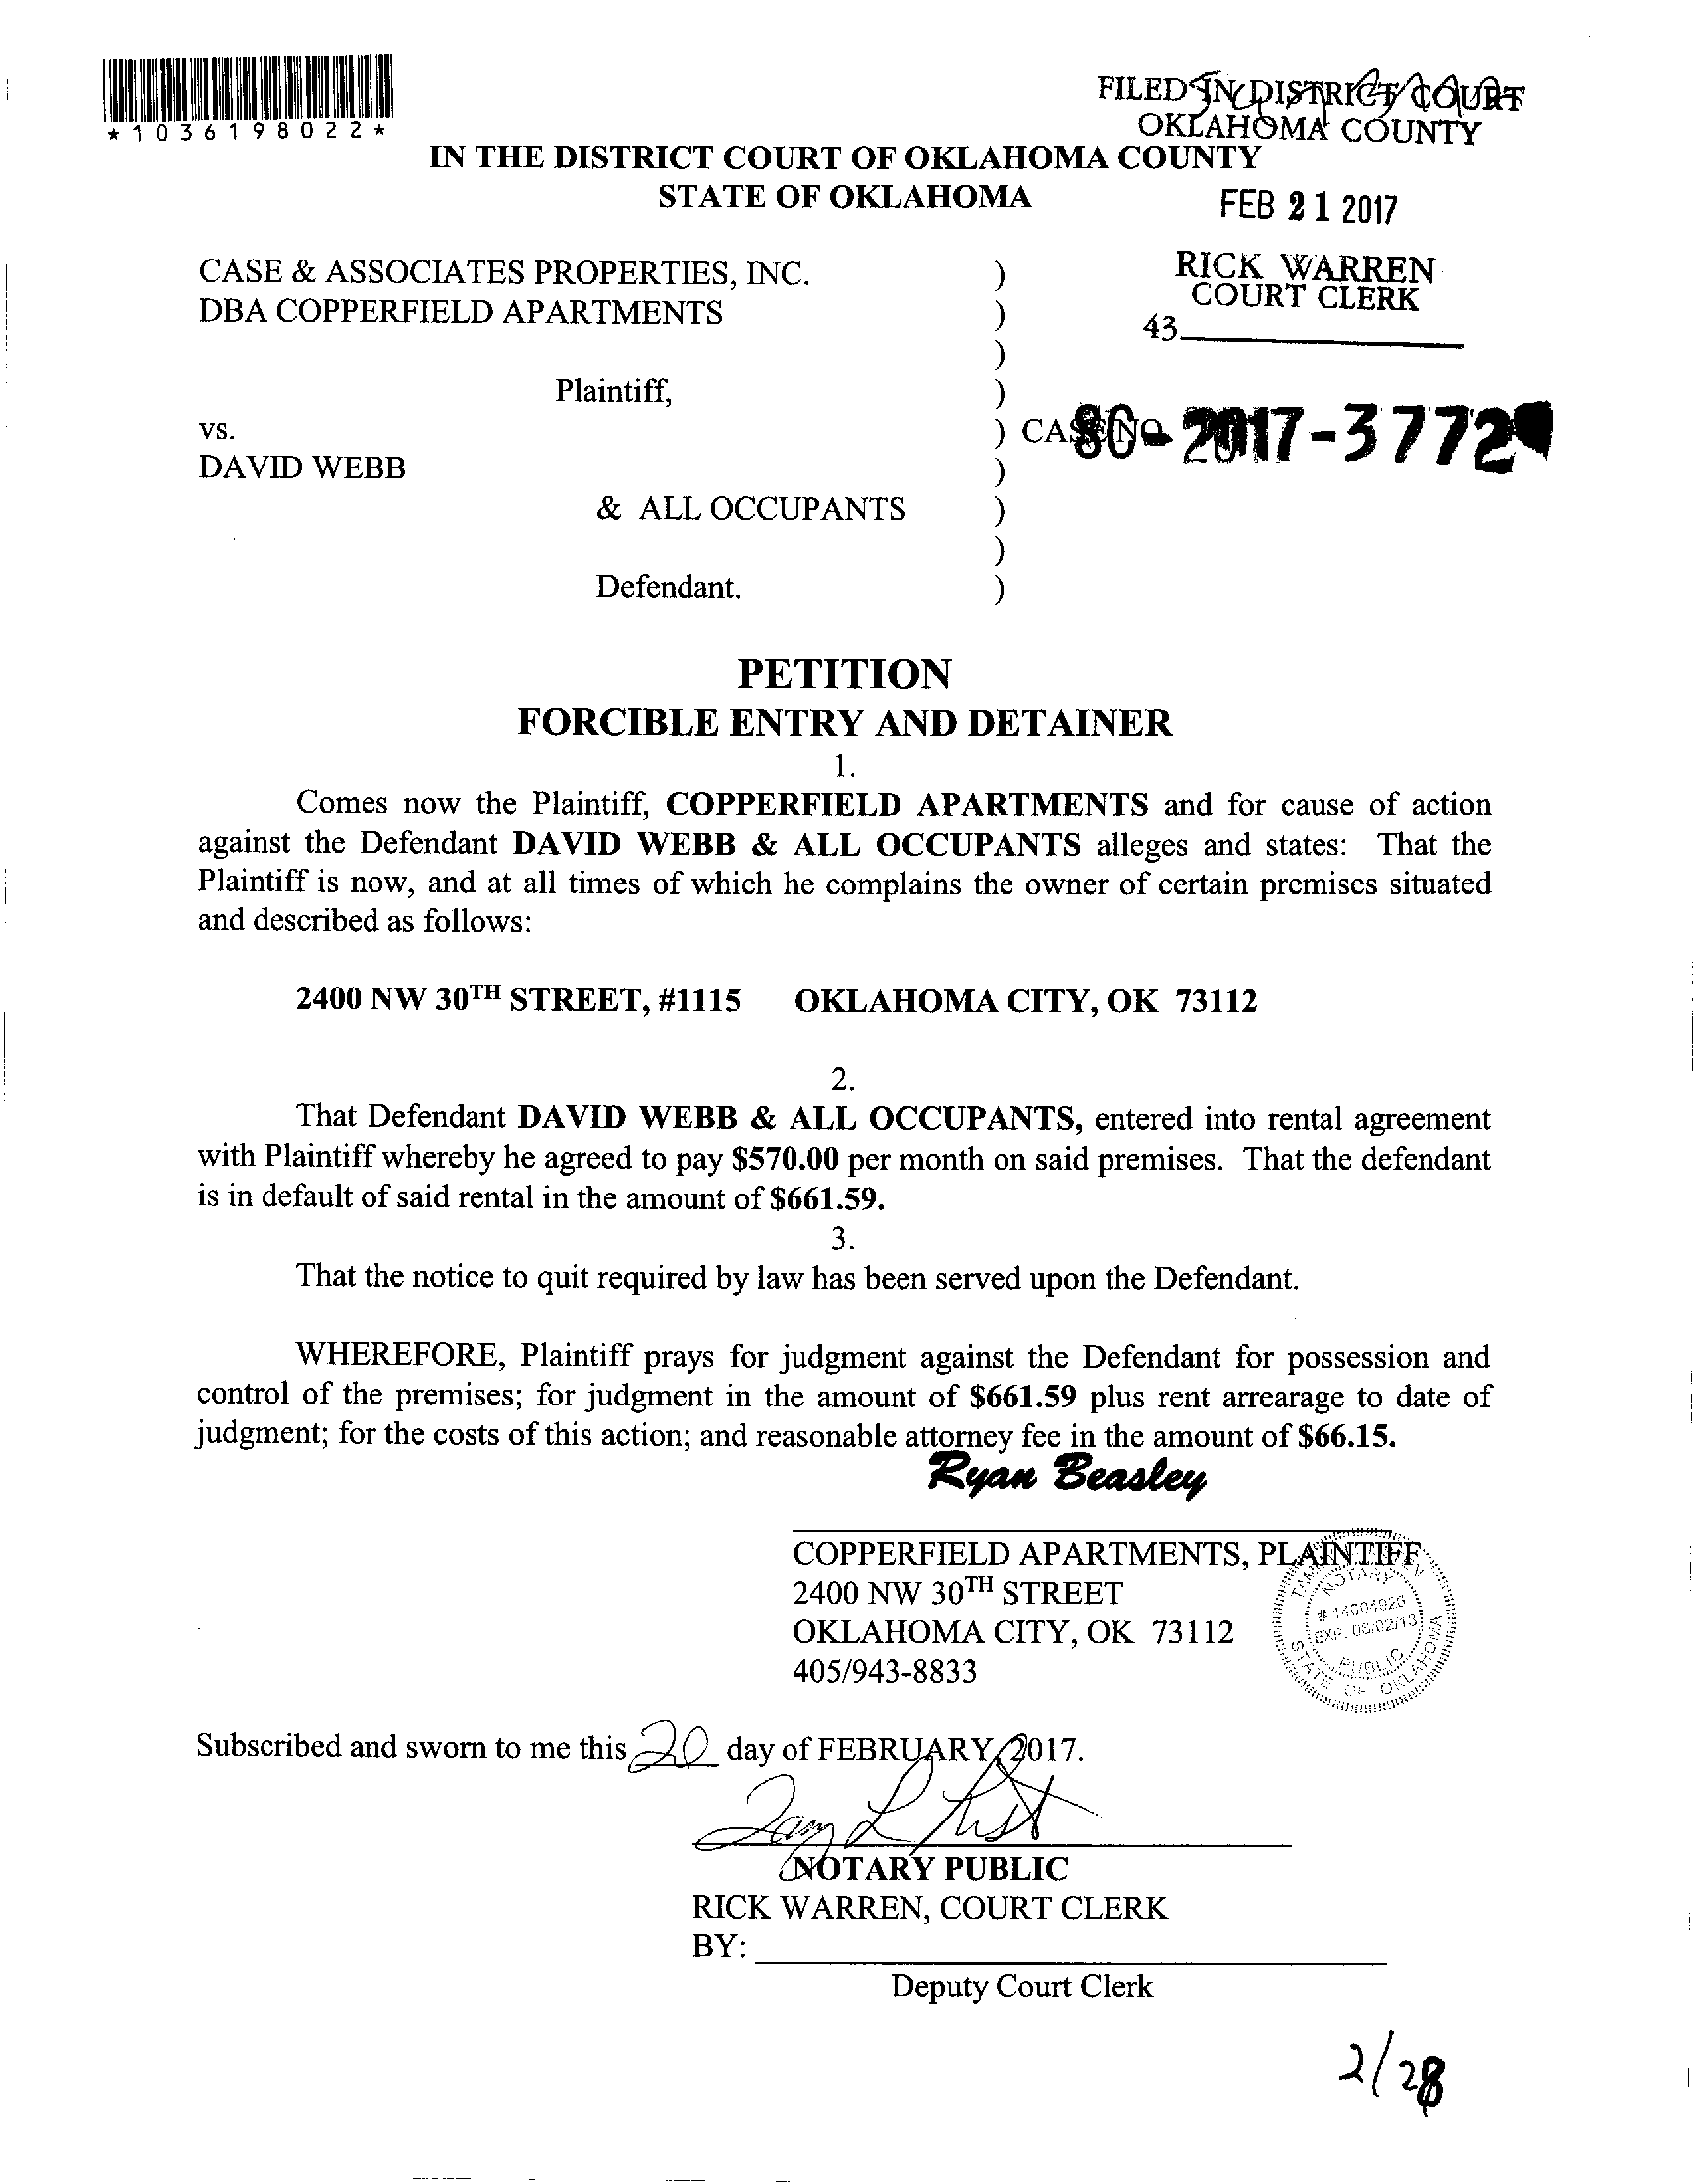 *1036198022*
FILED IN DISTRICT COURT
OKLAHOMA COUNTY
IN THE DISTRICT COURT OF OKLAHOMA COUNTY
STATE OF OKLAHOMA
FEB 21 2017
CASE & ASSOCIATES PROPERTIES, INC. )
RICK WARREN
COURT CLERK
DBA COPPERFIELD APARTMENTS )
43
)
Plaintiff, )
vs. ) CASE NO. 2017-3772
DAVID WEBB )
& ALL OCCUPANTS )
)
Defendant. )
PETITION
FORCIBLE ENTRY AND DETAINER
1.
Comes now the Plaintiff, COPPERFIELD APARTMENTS and for cause of action
against the Defendant DAVID WEBB & ALL OCCUPANTS alleges and states: That the
Plaintiff is now, and at all times of which he complains the owner of certain premises situated
and described as follows:
2400 NW 30TH STREET, #1115 OKLAHOMA CITY, OK 73112
2.
That Defendant DAVID WEBB & ALL OCCUPANTS, entered into rental agreement
with Plaintiff whereby he agreed to pay $570.00 per month on said premises. That the defendant
is in default of said rental in the amount of $661.59.
3.
That the notice to quit required by law has been served upon the Defendant.
WHEREFORE, Plaintiff prays for judgment against the Defendant for possession and
control of the premises; for judgment in the amount of $661.59 plus rent arrearage to date of
judgment; for the costs of this action; and reasonable attorney fee in the amount of $66.15.
Ryan Beasley
COPPERFIELD APARTMENTS, PLAINTIFF
2400 NW 30TH STREET
OKLAHOMA CITY, OK 73112
405/943-8833
NOTARY
PUBLIC
STATE OF OKLAHOMA
Subscribed and sworn to me this 20 day of FEBRUARY, 2017.
NOTARY PUBLIC
RICK WARREN, COURT CLERK
BY:
Deputy Court Clerk
2/28